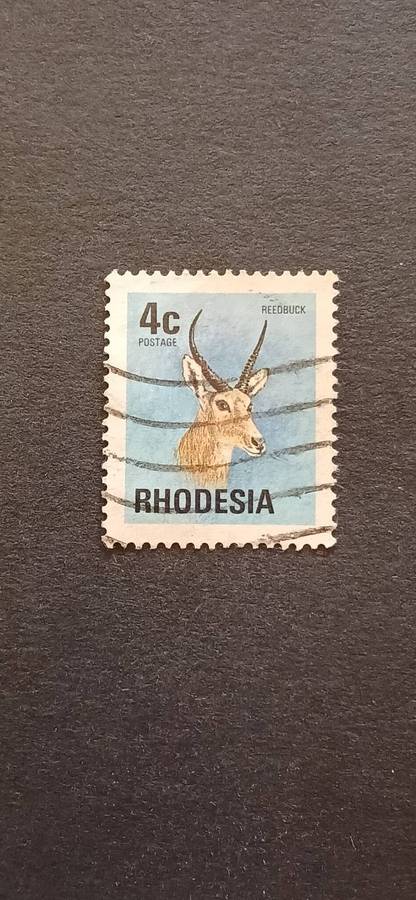 4c
POSTAGE
REEDBUCK
RHODESIA